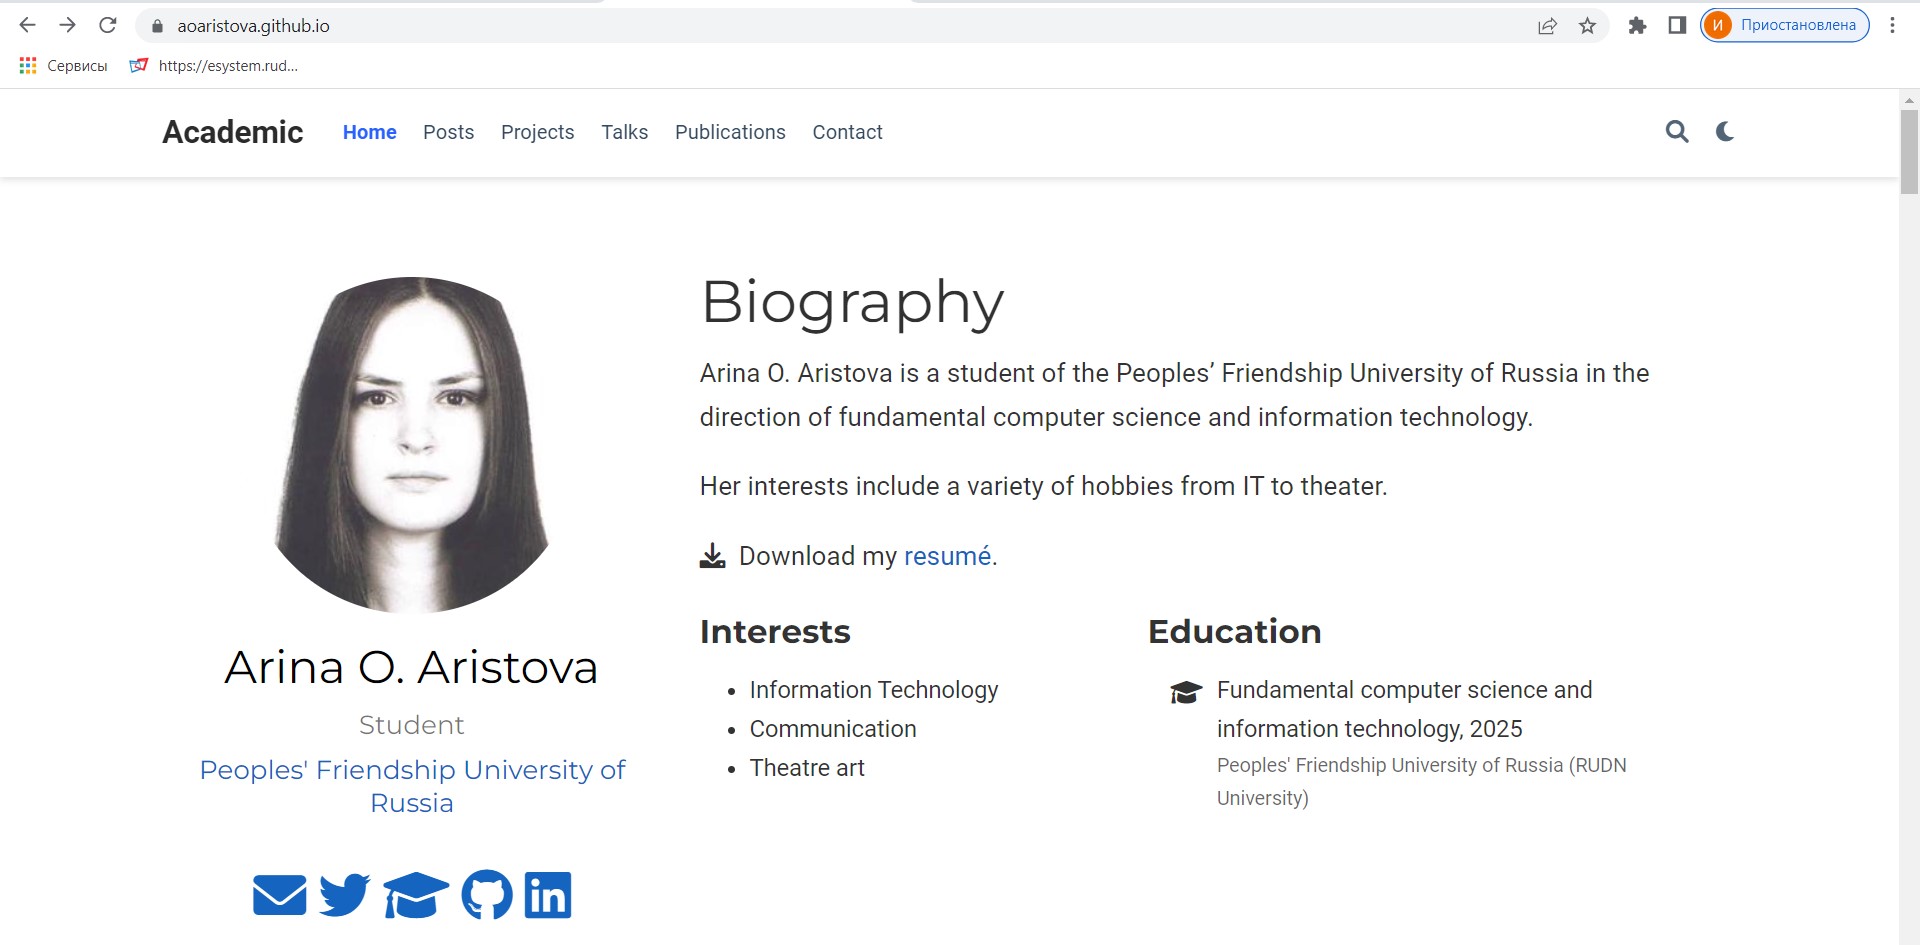 aoaristova.github.io
И Приостановлена
Сервисы https://esystem.rud...
Academic Home Posts Projects Talks Publications Contact
Biography
Arina O. Aristova is a student of the Peoples’ Friendship University of Russia in the
direction of fundamental computer science and information technology.
Her interests include a variety of hobbies from IT to theater.
Download my resumé.
Arina O. Aristova
Student
Peoples' Friendship University of
Russia
in
Interests
Information Technology
Communication
Theatre art
Education
Fundamental computer science and
information technology, 2025
Peoples' Friendship University of Russia (RUDN
University)